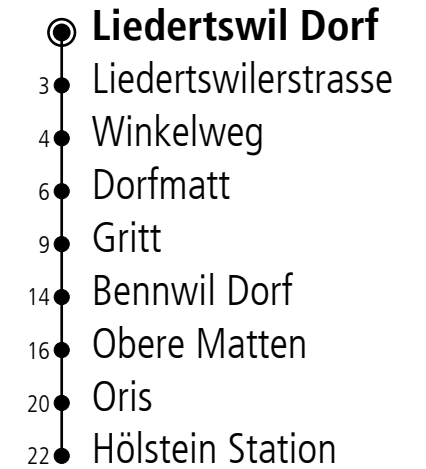 Liedertswil Dorf
3 Liedertswilerstrasse
4 Winkelweg
6 Dorfmatt
9 Gritt
14 Bennwil Dorf
16 Obere Matten
20 Oris
22 Hölstein Station